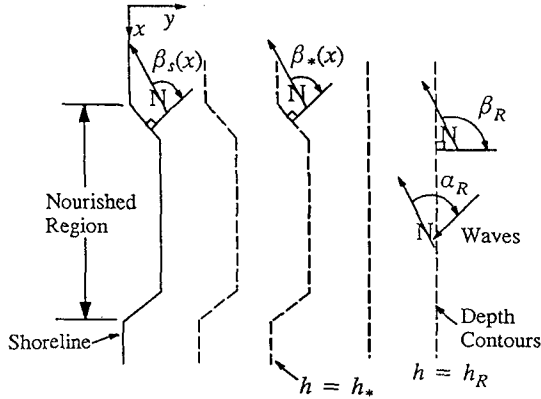 y
x
β_s(x)
N
β_*(x)
N
β_R
N
Nourished
Region
α_R
N
Waves
Shoreline
Depth
Contours
h = h_*
h = h_R